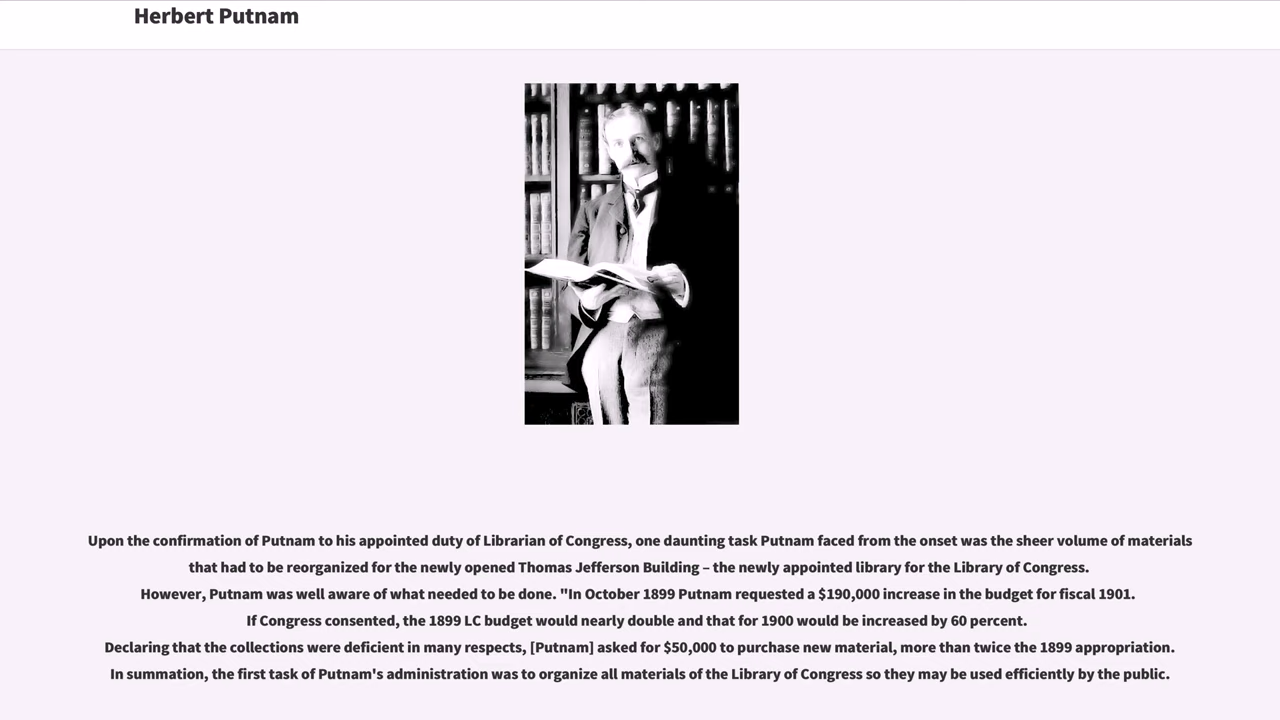 Herbert Putnam
Upon the confirmation of Putnam to his appointed duty of Librarian of Congress, one daunting task Putnam faced from the onset was the sheer volume of materials
that had to be reorganized for the newly opened Thomas Jefferson Building – the newly appointed library for the Library of Congress.
However, Putnam was well aware of what needed to be done. "In October 1899 Putnam requested a $190,000 increase in the budget for fiscal 1901.
If Congress consented, the 1899 LC budget would nearly double and that for 1900 would be increased by 60 percent.
Declaring that the collections were deficient in many respects, [Putnam] asked for $50,000 to purchase new material, more than twice the 1899 appropriation.
In summation, the first task of Putnam's administration was to organize all materials of the Library of Congress so they may be used efficiently by the public.